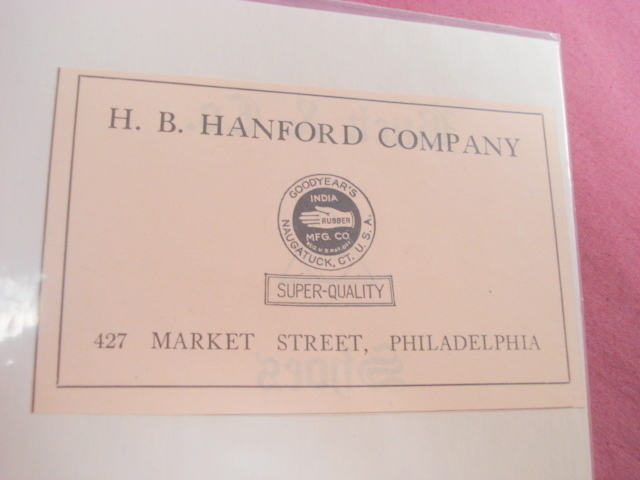 H. B. HANFORD COMPANY
GOODYEAR'S
INDIA
RUBBER
MFG. CO.
NAUGATUCK, CT. U. S. A.
SUPER-QUALITY
427 MARKET STREET, PHILADELPHIA